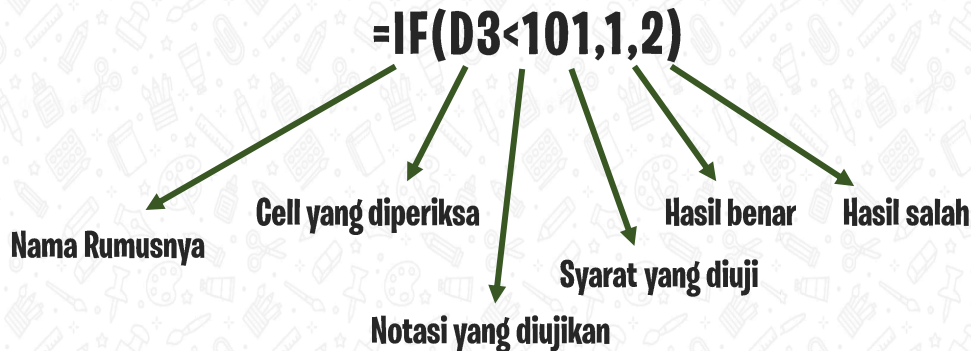 =IF(D3<101,1,2)
Cell yang diperiksa
Hasil benar
Hasil salah
Nama Rumusnya
Syarat yang diuji
Notasi yang diujikan